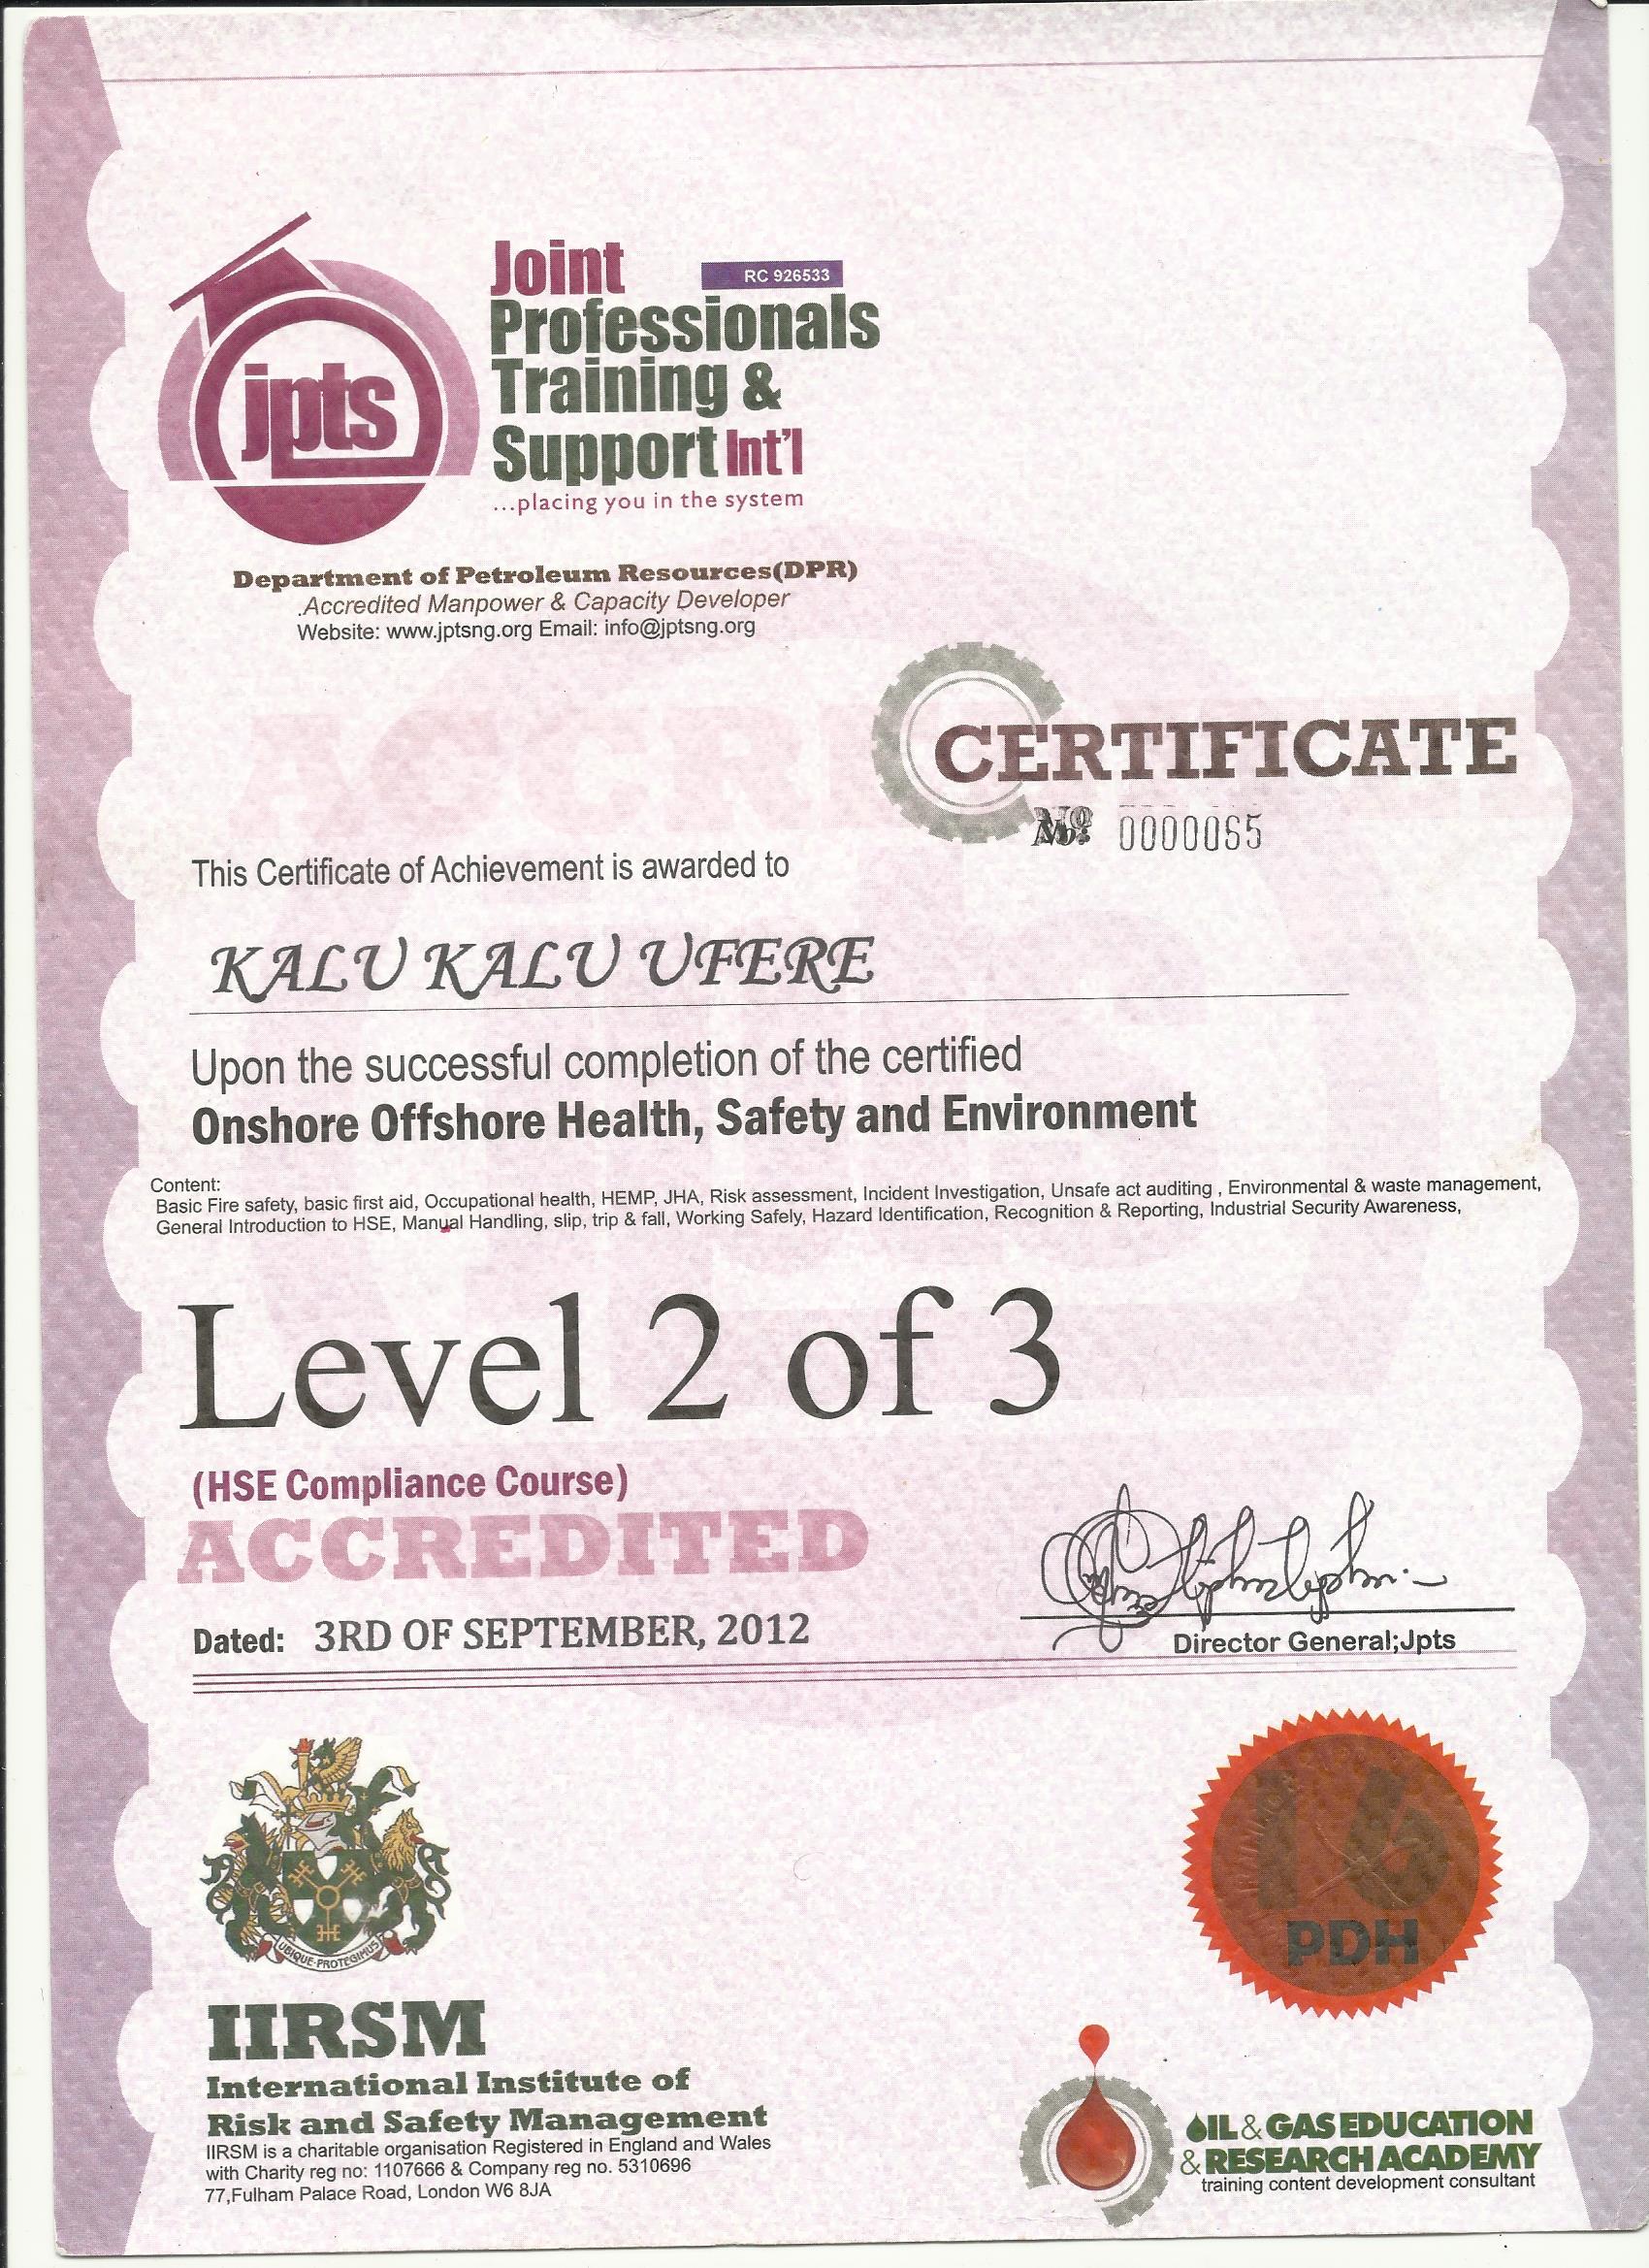 jpts
Joint
RC 926533
Professionals
Training &
Support Int'l
...placing you in the system
Department of Petroleum Resources(DPR)
.Accredited Manpower & Capacity Developer
Website: www.jptsng.org Email: info@jptsng.org
CERTIFICATE
No: 0000065
This Certificate of Achievement is awarded to
KALU KALU UFERE
Upon the successful completion of the certified
Onshore Offshore Health, Safety and Environment
Content:
Basic Fire safety, basic first aid, Occupational health, HEMP, JHA, Risk assessment, Incident Investigation, Unsafe act auditing , Environmental & waste management,
General Introduction to HSE, Manual Handling, slip, trip & fall, Working Safely, Hazard Identification, Recognition & Reporting, Industrial Security Awareness,
Level 2 of 3
(HSE Compliance Course)
ACCREDITED
Dated: 3RD OF SEPTEMBER, 2012
Director General;Jpts
UBIQUE·PROTEGIMUS
16
PDH
IIRSM
International Institute of
Risk and Safety Management
IIRSM is a charitable organisation Registered in England and Wales
with Charity reg no: 1107666 & Company reg no. 5310696
77,Fulham Palace Road, London W6 8JA
OIL & GAS EDUCATION
& RESEARCH ACADEMY
training content development consultant